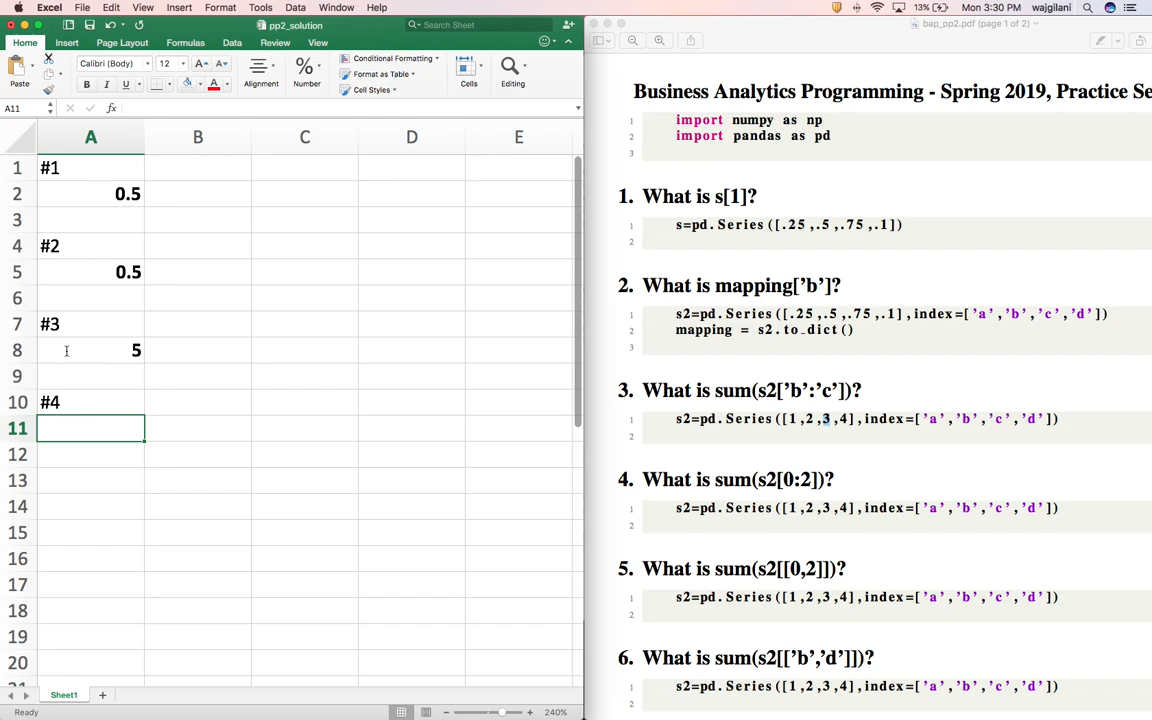 Excel File Edit View Insert Format Tools Data Window Help
13% Mon 3:30 PM wajgilani
pp2_solution
Search Sheet
bap_pp2.pdf (page 1 of 2)
Home Insert Page Layout Formulas Data Review View
Paste
Calibri (Body) 12
A A
B I U A
Alignment
%
Number
Conditional Formatting
Format as Table
Cell Styles
Cells
Editing
A11 fx
A B C D E
1 #1
2 0.5
3
4 #2
5 0.5
6
7 #3
8 5
9
10 #4
11
12
13
14
15
16
17
18
19
20
21
Sheet1 +
Ready
240%
Business Analytics Programming - Spring 2019, Practice Se
1 import numpy as np
2 import pandas as pd
3
1. What is s[1]?
1 s=pd.Series([.25,.5,.75,.1])
2
2. What is mapping['b']?
1 s2=pd.Series([.25,.5,.75,.1],index=['a','b','c','d'])
2 mapping = s2.to_dict()
3
3. What is sum(s2['b':'c'])?
1 s2=pd.Series([1,2,3,4],index=['a','b','c','d'])
2
4. What is sum(s2[0:2])?
1 s2=pd.Series([1,2,3,4],index=['a','b','c','d'])
2
5. What is sum(s2[[0,2]])?
1 s2=pd.Series([1,2,3,4],index=['a','b','c','d'])
2
6. What is sum(s2[['b','d']])?
1 s2=pd.Series([1,2,3,4],index=['a','b','c','d'])
2